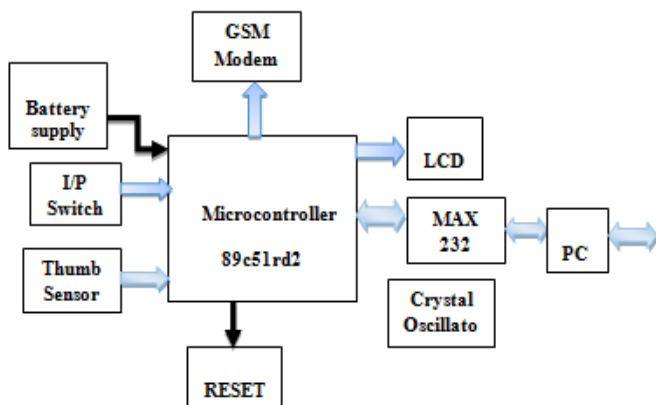 GSM
Modem
Battery
supply
LCD
I/P
Switch
Microcontroller
89c51rd2
MAX
232
PC
Thumb
Sensor
Crystal
Oscillato
RESET